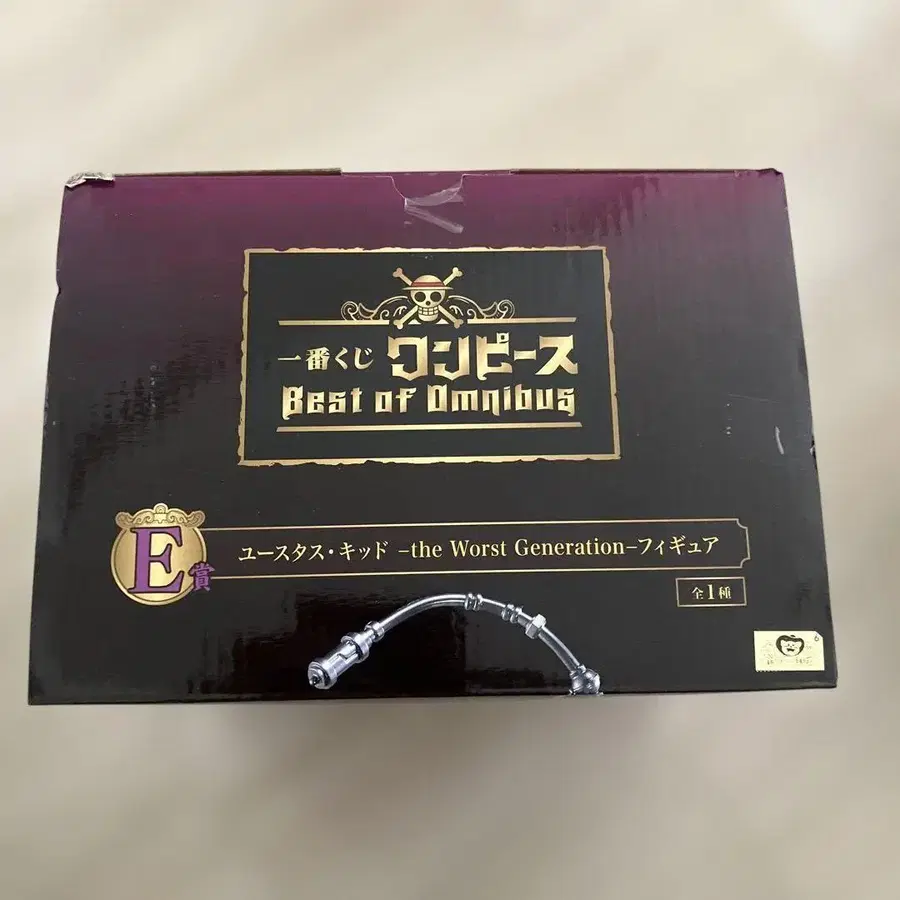 一番くじ ワンピース
Best of Omnibus
E賞
ユースタス・キッド –the Worst Generation–フィギュア
全1種
6